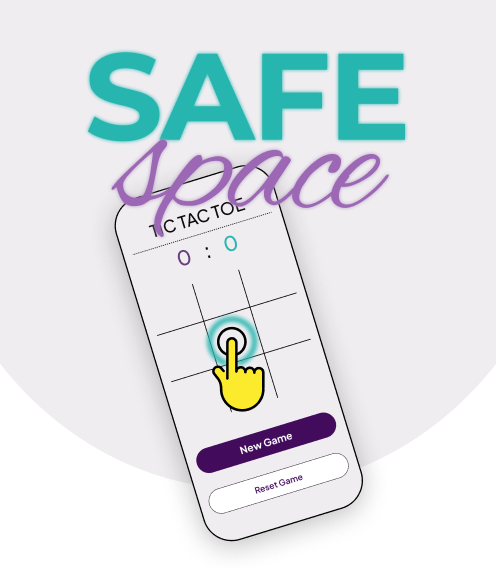 SAFE
space
TIC TAC TOE
0 : 0
New Game
Reset Game